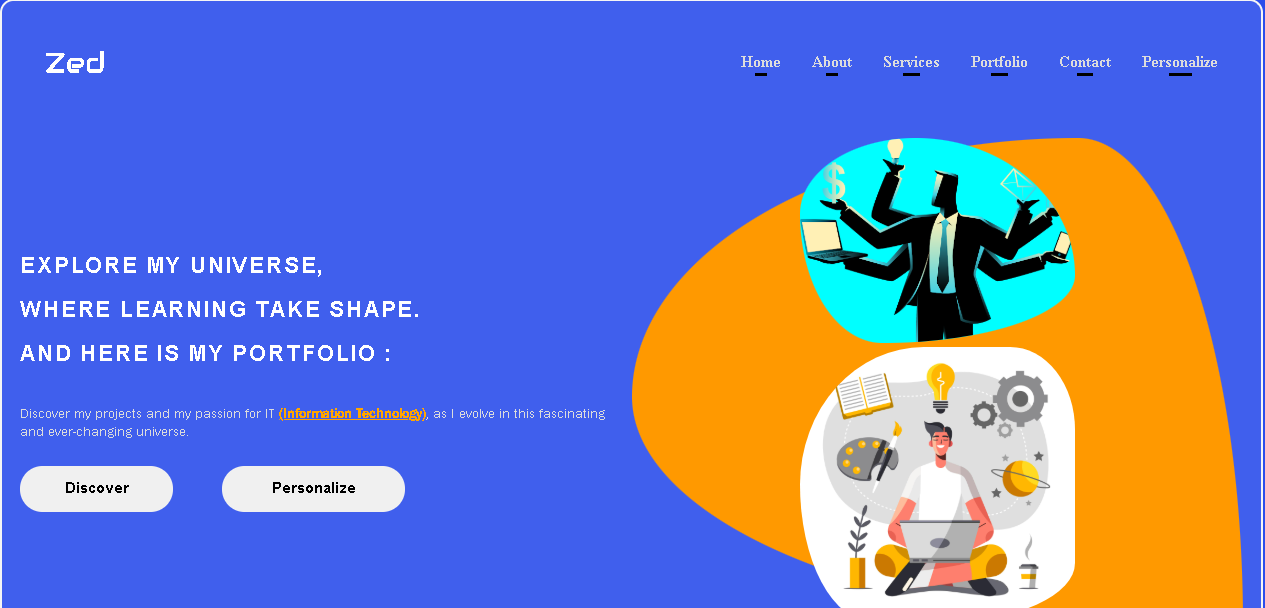 Zed
Home About Services Portfolio Contact Personalize
EXPLORE MY UNIVERSE,
WHERE LEARNING TAKE SHAPE.
AND HERE IS MY PORTFOLIO :
Discover my projects and my passion for IT (Information Technology), as I evolve in this fascinating
and ever-changing universe.
Discover Personalize
$